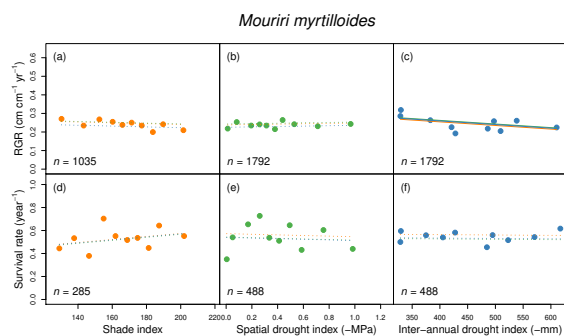 Mouriri myrtilloides
(a)
(b)
(c)
RGR (cm cm⁻¹ yr⁻¹)
0.0 0.1 0.2 0.3 0.4 0.5 0.6
n = 1035
n = 1792
n = 1792
(d)
(e)
(f)
Survival rate (year⁻¹)
0.0 0.2 0.4 0.6 0.8 1.0
n = 285
n = 488
n = 488
120 140 160 180 200 220
0.0 0.2 0.4 0.6 0.8 1.0 1.2
350 400 450 500 550 600
Shade index
Spatial drought index (−MPa)
Inter−annual drought index (−mm)